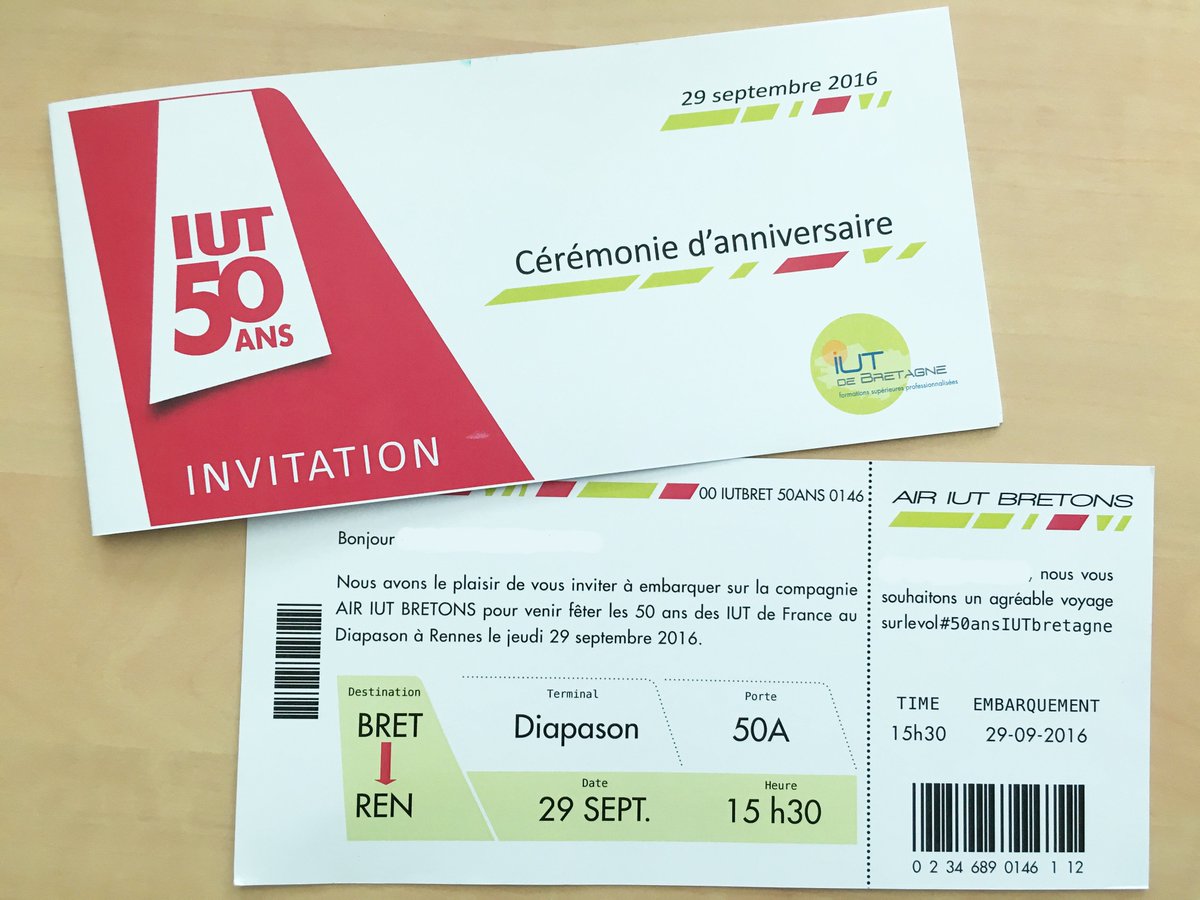 29 septembre 2016
IUT
50
ANS
Cérémonie d'anniversaire
iUT
DE BRETAGNE
formations supérieures professionnalisées
INVITATION
00 IUTBRET 50ANS 0146
Bonjour
Nous avons le plaisir de vous inviter à embarquer sur la compagnie
AIR IUT BRETONS pour venir fêter les 50 ans des IUT de France au
Diapason à Rennes le jeudi 29 septembre 2016.
Destination
BRET
REN
Terminal
Diapason
Porte
50A
Date
29 SEPT.
Heure
15 h30
AIR IUT BRETONS
, nous vous
souhaitons un agréable voyage
sur le vol #50ansIUTbretagne
TIME EMBARQUEMENT
15h30 29-09-2016
0 2 34 689 0146 1 12